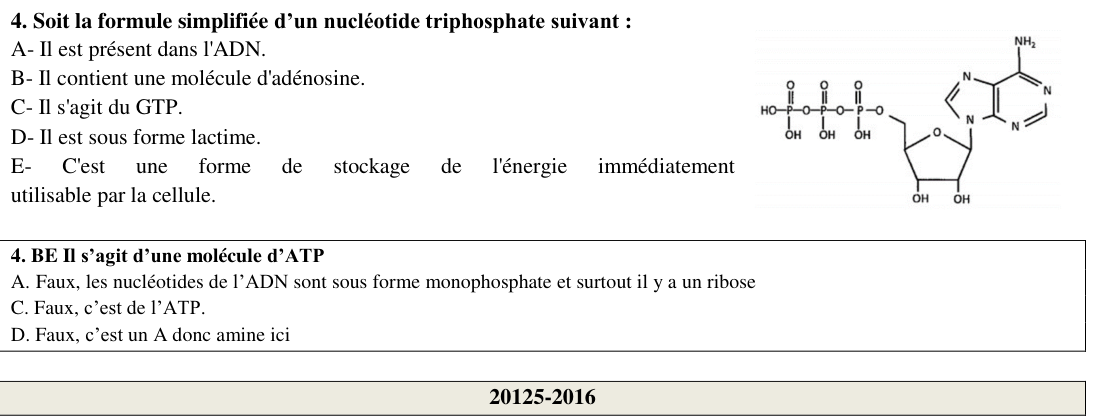 4. Soit la formule simplifiée d’un nucléotide triphosphate suivant :
A- Il est présent dans l'ADN.
B- Il contient une molécule d'adénosine.
C- Il s'agit du GTP.
D- Il est sous forme lactime.
E- C'est une forme de stockage de l'énergie immédiatement
utilisable par la cellule.
NH2
N
N
N
N
O O O
HO-P-O-P-O-P-O
OH OH OH
O
OH OH
4. BE Il s’agit d’une molécule d’ATP
A. Faux, les nucléotides de l’ADN sont sous forme monophosphate et surtout il y a un ribose
C. Faux, c’est de l’ATP.
D. Faux, c’est un A donc amine ici
20125-2016